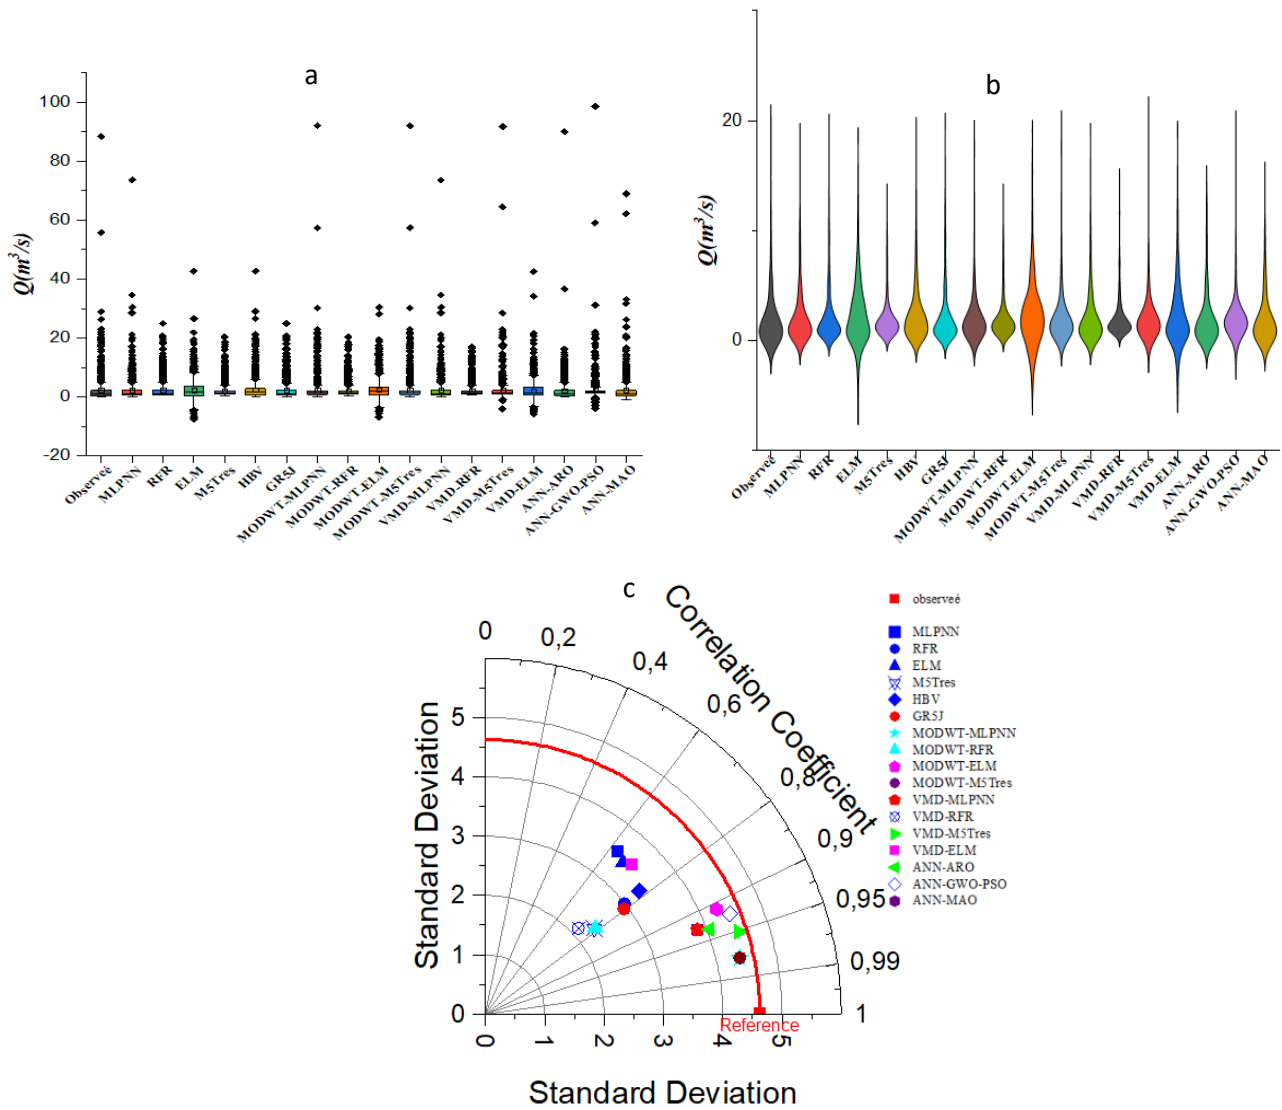 a
Q(m³/s)
100
80
60
40
20
0
-20
Observeé
MLPNN
RFR
ELM
M5Tres
HBV
GR5J
MODWT-MLPNN
MODWT-RFR
MODWT-ELM
MODWT-M5Tres
VMD-MLPNN
VMD-RFR
VMD-M5Tres
VMD-ELM
ANN-ARO
ANN-GWO-PSO
ANN-MAO
b
Q(m³/s)
20
0
Observeé
MLPNN
RFR
ELM
M5Tres
HBV
GR5J
MODWT-MLPNN
MODWT-RFR
MODWT-ELM
MODWT-M5Tres
VMD-MLPNN
VMD-RFR
VMD-M5Tres
VMD-ELM
ANN-ARO
ANN-GWO-PSO
ANN-MAO
c
Correlation Coefficient
0
0,2
0,4
0,6
0,8
0,9
0,95
0,99
1
Standard Deviation
5
4
3
2
1
0
0
1
2
3
4
5
Reference
Standard Deviation
observeé
MLPNN
RFR
ELM
M5Tres
HBV
GR5J
MODWT-MLPNN
MODWT-RFR
MODWT-ELM
MODWT-M5Tres
VMD-MLPNN
VMD-RFR
VMD-M5Tres
VMD-ELM
ANN-ARO
ANN-GWO-PSO
ANN-MAO